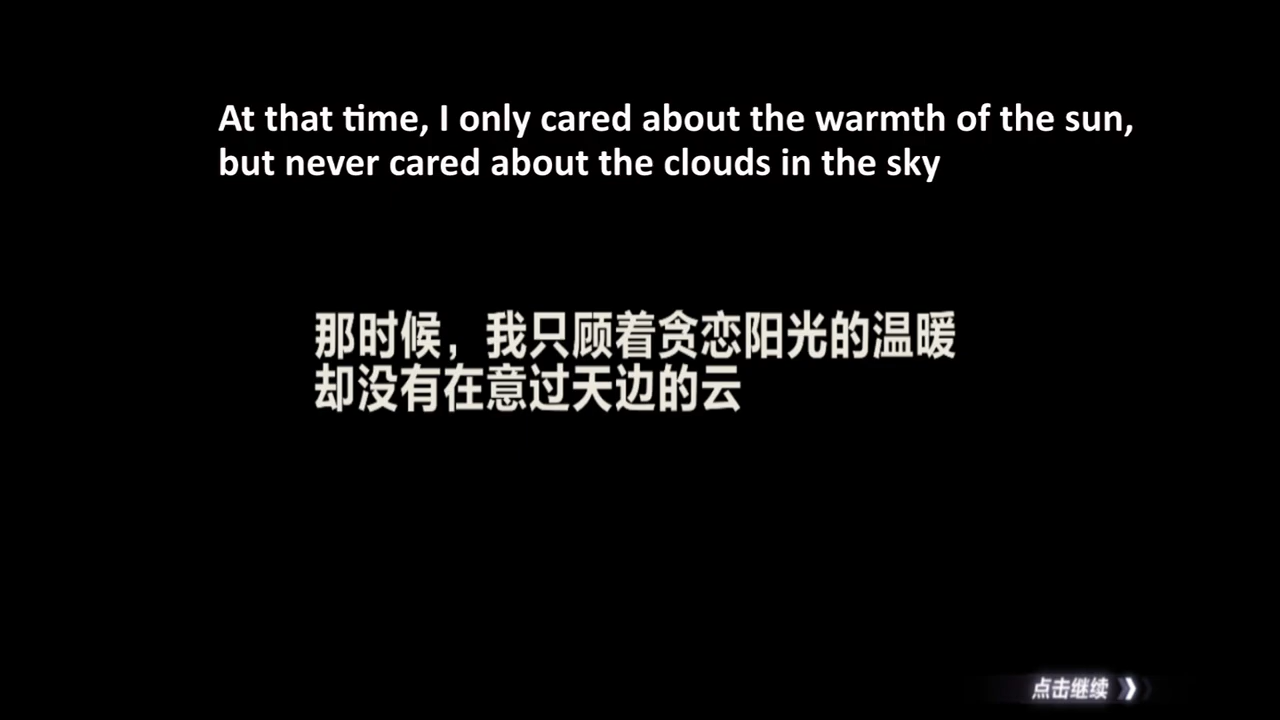 At that time, I only cared about the warmth of the sun,
but never cared about the clouds in the sky
那时候，我只顾着贪恋阳光的温暖
却没有在意过天边的云
点击继续